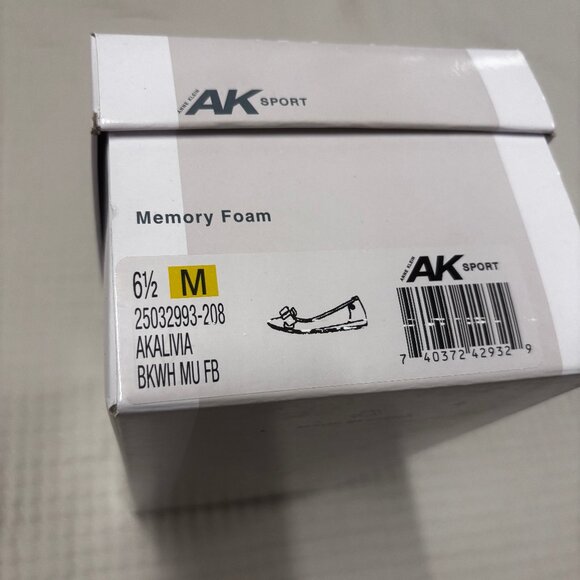 ANNE KLEIN AK SPORT
Memory Foam
6½ M
25032993-208
AKALIVIA
BKWH MU FB
ANNE KLEIN AK SPORT
7 40372 42932 9